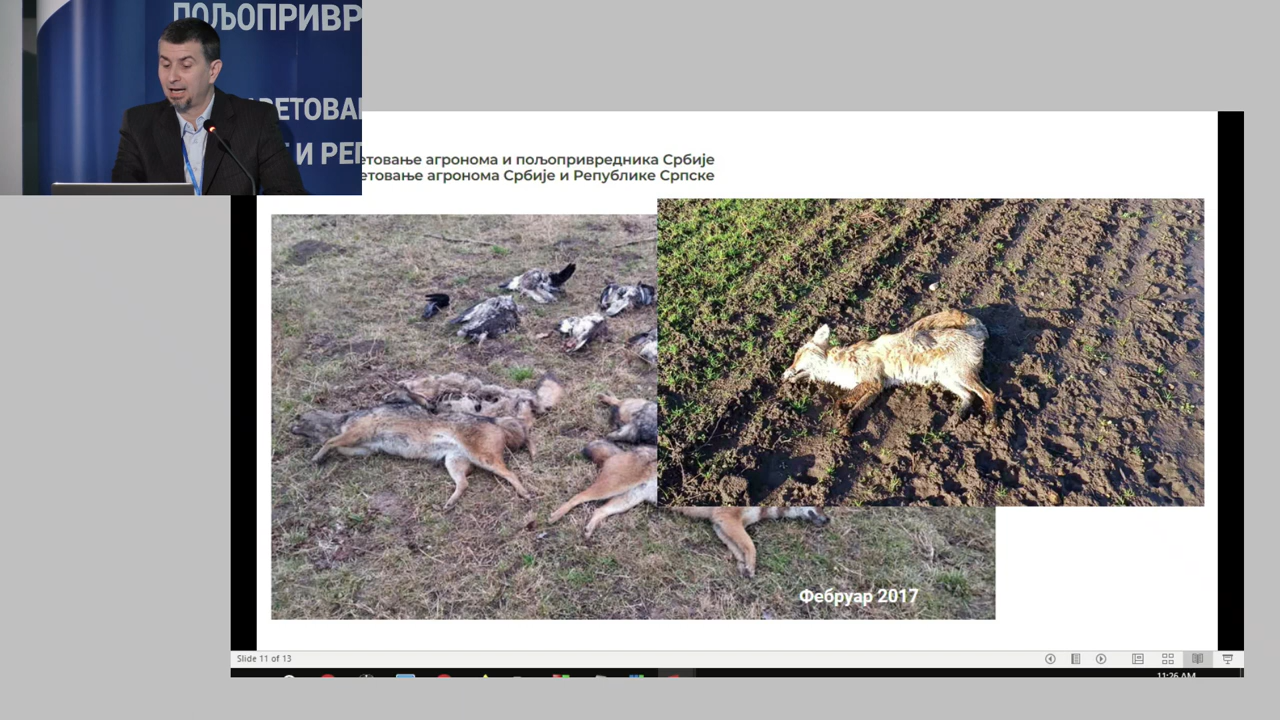 ПОЉОПРИВР
ВЕТОВА
И РЕП
етовање агронома и пољопривредника Србије
етовање агронома Србије и Републике Српске
Фебруар 2017
Slide 11 of 13
11:26 AM